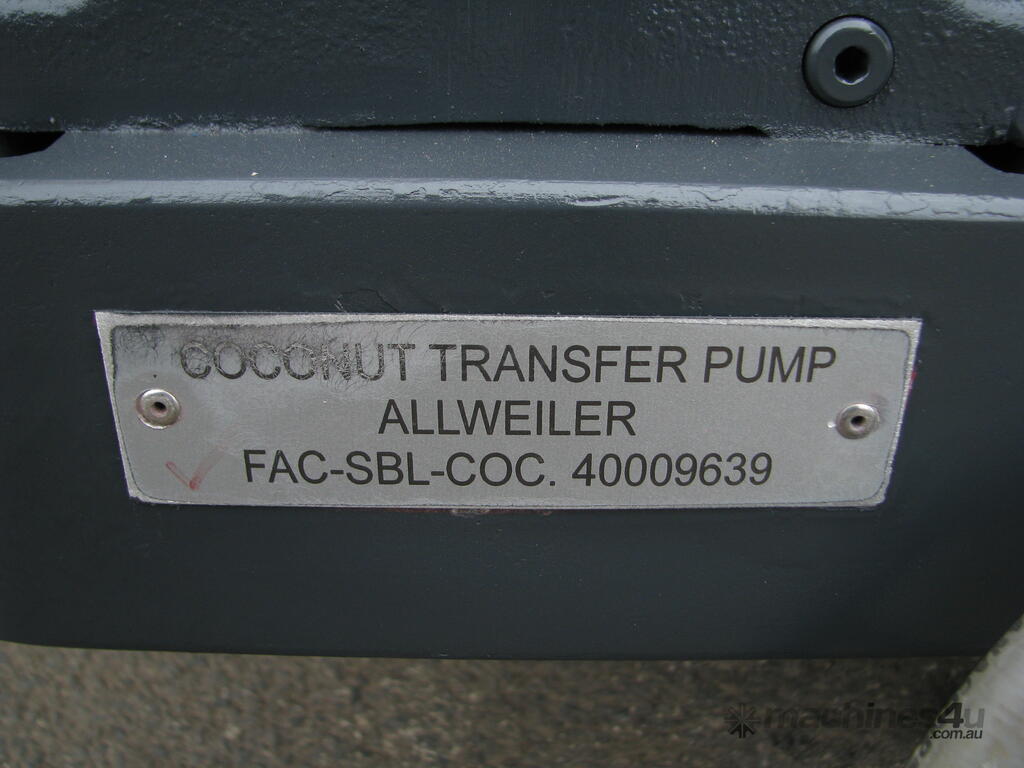 COCONUT TRANSFER PUMP
ALLWEILER
FAC-SBL-COC. 40009639
machines4u
.com.au